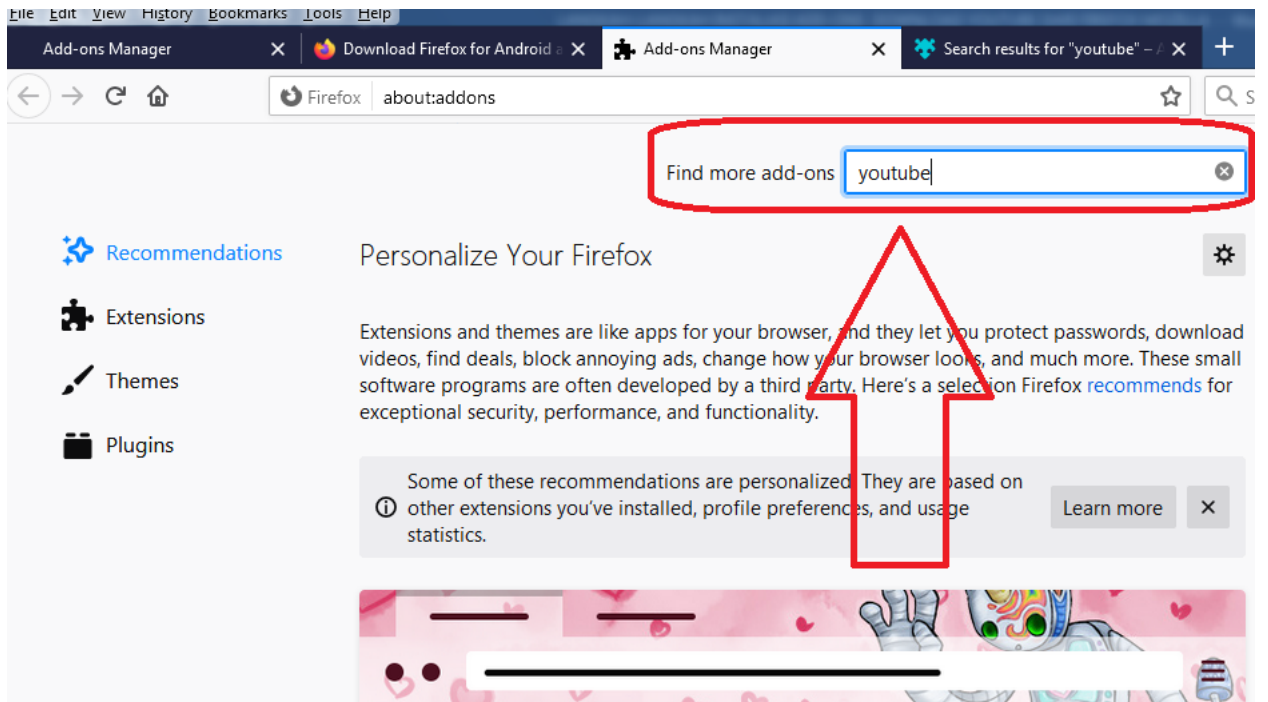 File Edit View History Bookmarks Tools Help
Add-ons Manager Download Firefox for Android a Add-ons Manager Search results for "youtube" – A
Firefox about:addons S
Find more add-ons youtube
Recommendations
Extensions
Themes
Plugins
Personalize Your Firefox
Extensions and themes are like apps for your browser, and they let you protect passwords, download
videos, find deals, block annoying ads, change how your browser looks, and much more. These small
software programs are often developed by a third party. Here's a selection Firefox recommends for
exceptional security, performance, and functionality.
Some of these recommendations are personalized. They are based on
other extensions you've installed, profile preferences, and usage
statistics.
Learn more